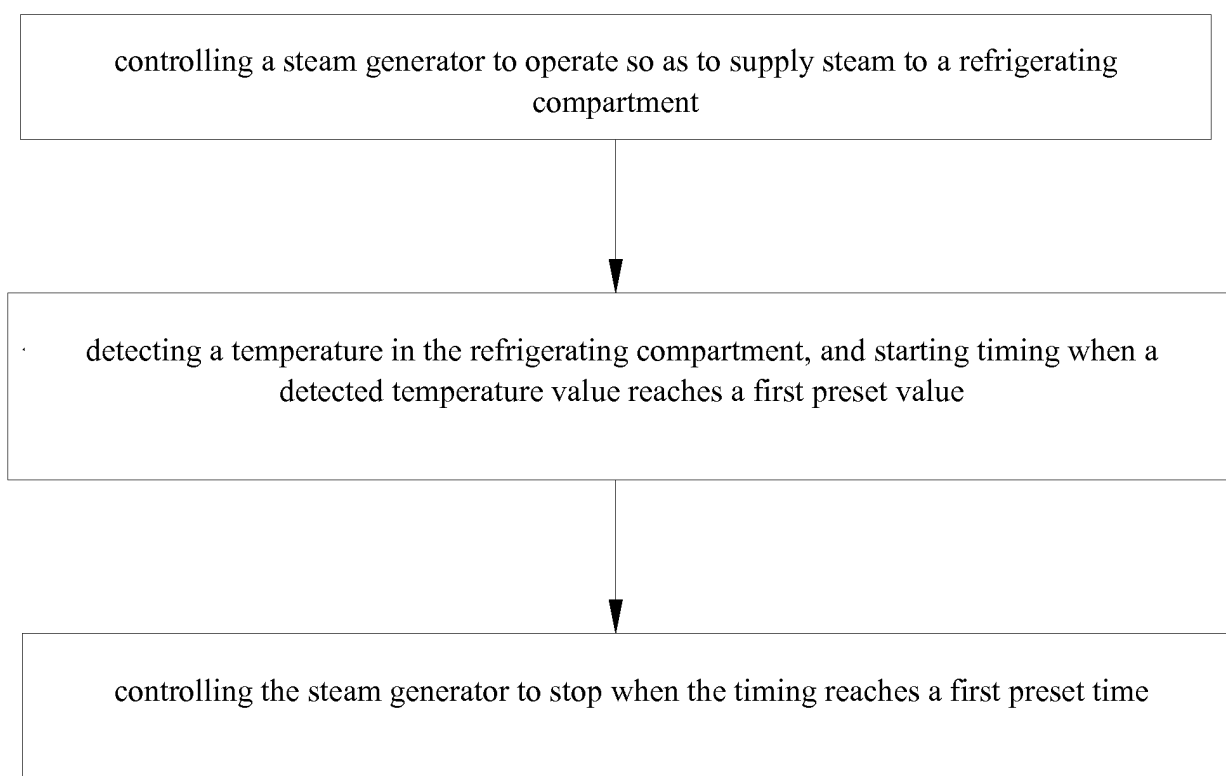 controlling a steam generator to operate so as to supply steam to a refrigerating
compartment
detecting a temperature in the refrigerating compartment, and starting timing when a
detected temperature value reaches a first preset value
controlling the steam generator to stop when the timing reaches a first preset time